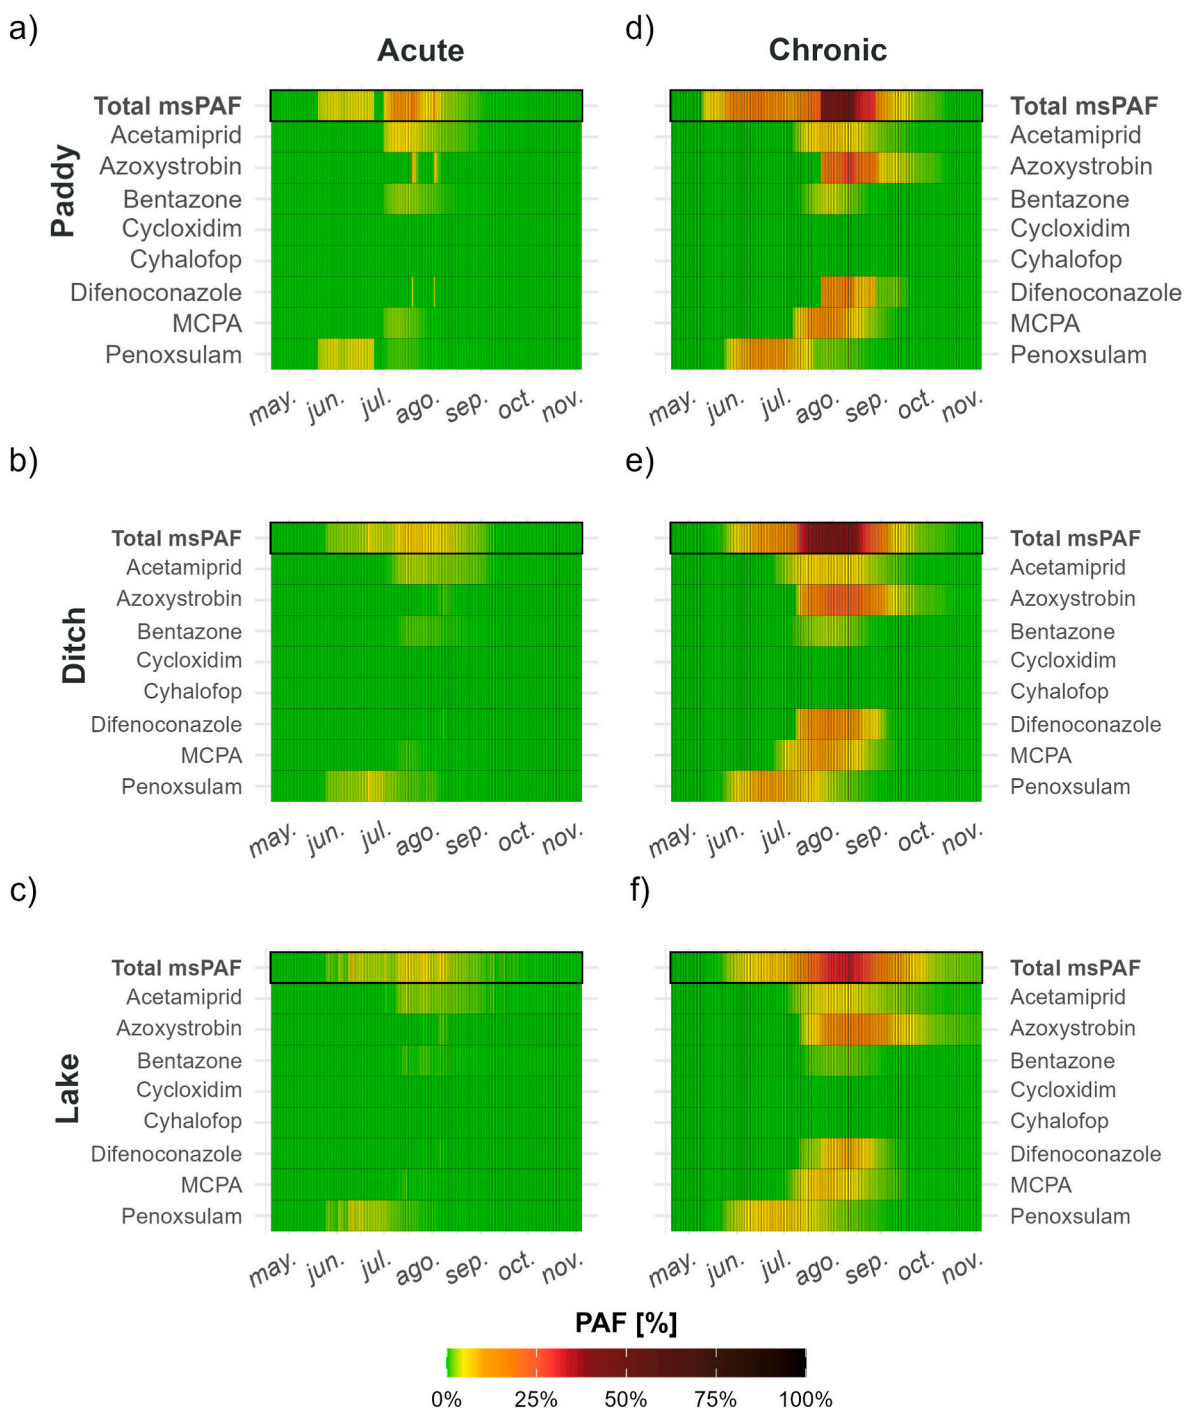 a)
d)
Acute
Chronic
Paddy
Total msPAF
Acetamiprid
Azoxystrobin
Bentazone
Cycloxidim
Cyhalofop
Difenoconazole
MCPA
Penoxsulam
may. jun. jul. ago. sep. oct. nov.
Total msPAF
Acetamiprid
Azoxystrobin
Bentazone
Cycloxidim
Cyhalofop
Difenoconazole
MCPA
Penoxsulam
may. jun. jul. ago. sep. oct. nov.
b)
e)
Ditch
Total msPAF
Acetamiprid
Azoxystrobin
Bentazone
Cycloxidim
Cyhalofop
Difenoconazole
MCPA
Penoxsulam
may. jun. jul. ago. sep. oct. nov.
Total msPAF
Acetamiprid
Azoxystrobin
Bentazone
Cycloxidim
Cyhalofop
Difenoconazole
MCPA
Penoxsulam
may. jun. jul. ago. sep. oct. nov.
c)
f)
Lake
Total msPAF
Acetamiprid
Azoxystrobin
Bentazone
Cycloxidim
Cyhalofop
Difenoconazole
MCPA
Penoxsulam
may. jun. jul. ago. sep. oct. nov.
Total msPAF
Acetamiprid
Azoxystrobin
Bentazone
Cycloxidim
Cyhalofop
Difenoconazole
MCPA
Penoxsulam
may. jun. jul. ago. sep. oct. nov.
PAF [%]
0% 25% 50% 75% 100%